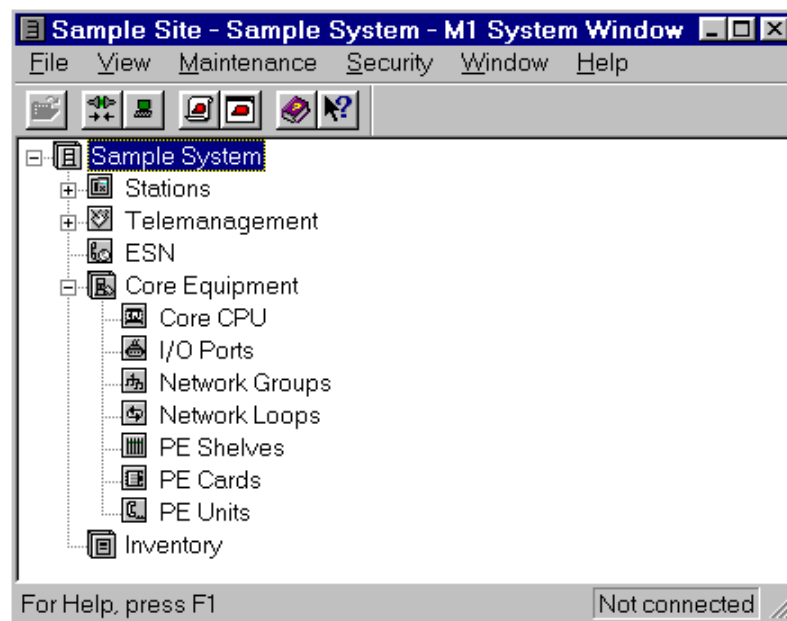 Sample Site - Sample System - M1 System Window
File View Maintenance Security Window Help
Sample System
Stations
Telemanagement
ESN
Core Equipment
Core CPU
I/O Ports
Network Groups
Network Loops
PE Shelves
PE Cards
PE Units
Inventory
For Help, press F1 Not connected